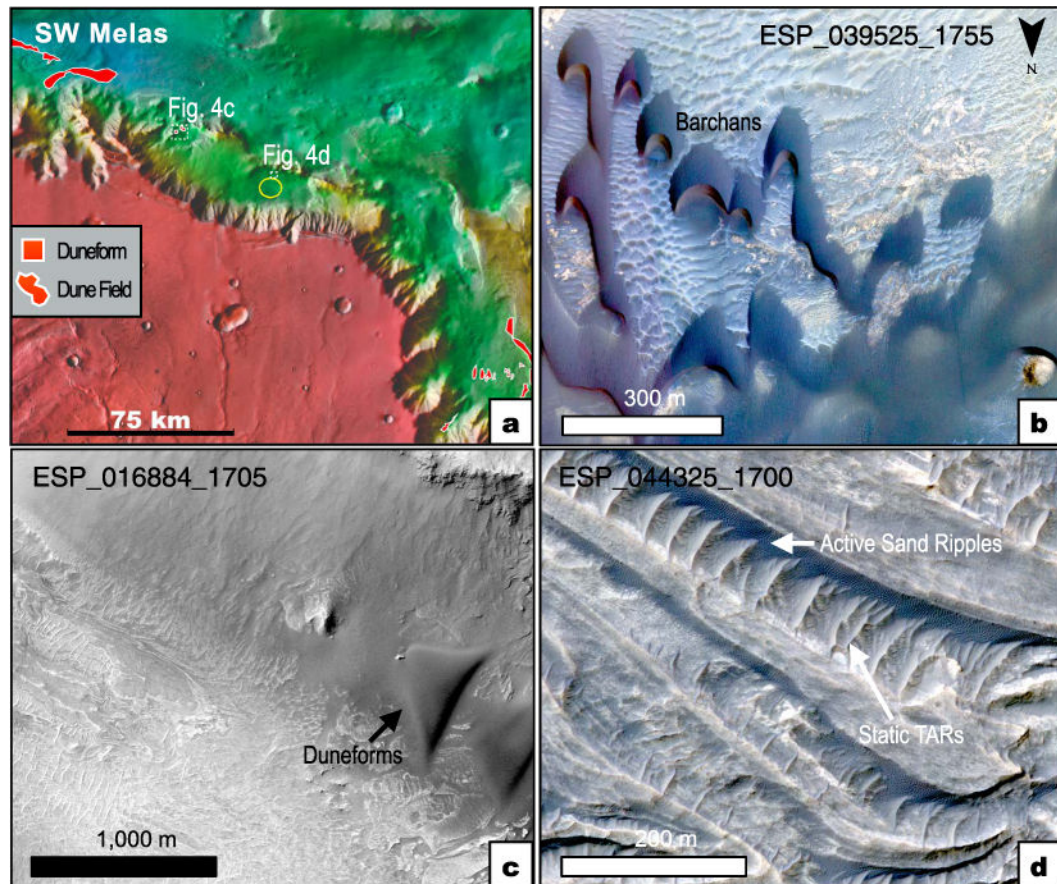 SW Melas
Fig. 4c
Fig. 4d
Duneform
Dune Field
75 km
a
ESP_039525_1755
N
Barchans
300 m
b
ESP_016884_1705
Duneforms
1,000 m
c
ESP_044325_1700
Active Sand Ripples
Static TARs
200 m
d